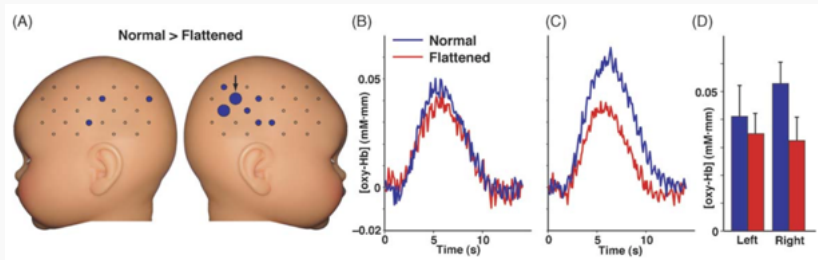 (A)
Normal > Flattened
(B)
Normal
Flattened
[oxy-Hb] (mM·mm)
0.05
0
−0.02
0
5
10
Time (s)
(C)
0
5
10
Time (s)
(D)
[oxy-Hb] (mM·mm)
0.05
0
Left
Right